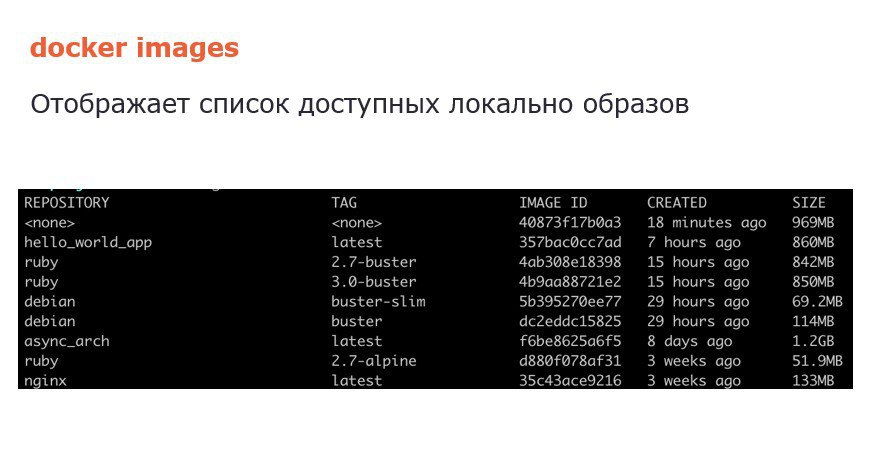 docker images
Отображает список доступных локально образов
REPOSITORY TAG IMAGE ID CREATED SIZE
<none> <none> 40873f17b0a3 18 minutes ago 969MB
hello_world_app latest 357bac0cc7ad 7 hours ago 860MB
ruby 2.7-buster 4ab308e18398 15 hours ago 842MB
ruby 3.0-buster 4b9aa88721e2 15 hours ago 850MB
debian buster-slim 5b395270ee77 29 hours ago 69.2MB
debian buster dc2eddc15825 29 hours ago 114MB
async_arch latest f6be8625a6f5 8 days ago 1.2GB
ruby 2.7-alpine d880f078af31 3 weeks ago 51.9MB
nginx latest 35c43ace9216 3 weeks ago 133MB